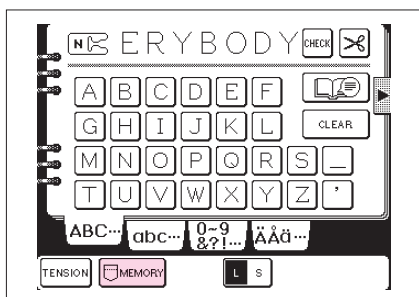 N ERYBODY CHECK
A B C D E F
G H I J K L CLEAR
M N O P Q R S _
T U V W X Y Z '
ABC... abc... 0~9 &?!... ÄÅä...
TENSION MEMORY L S